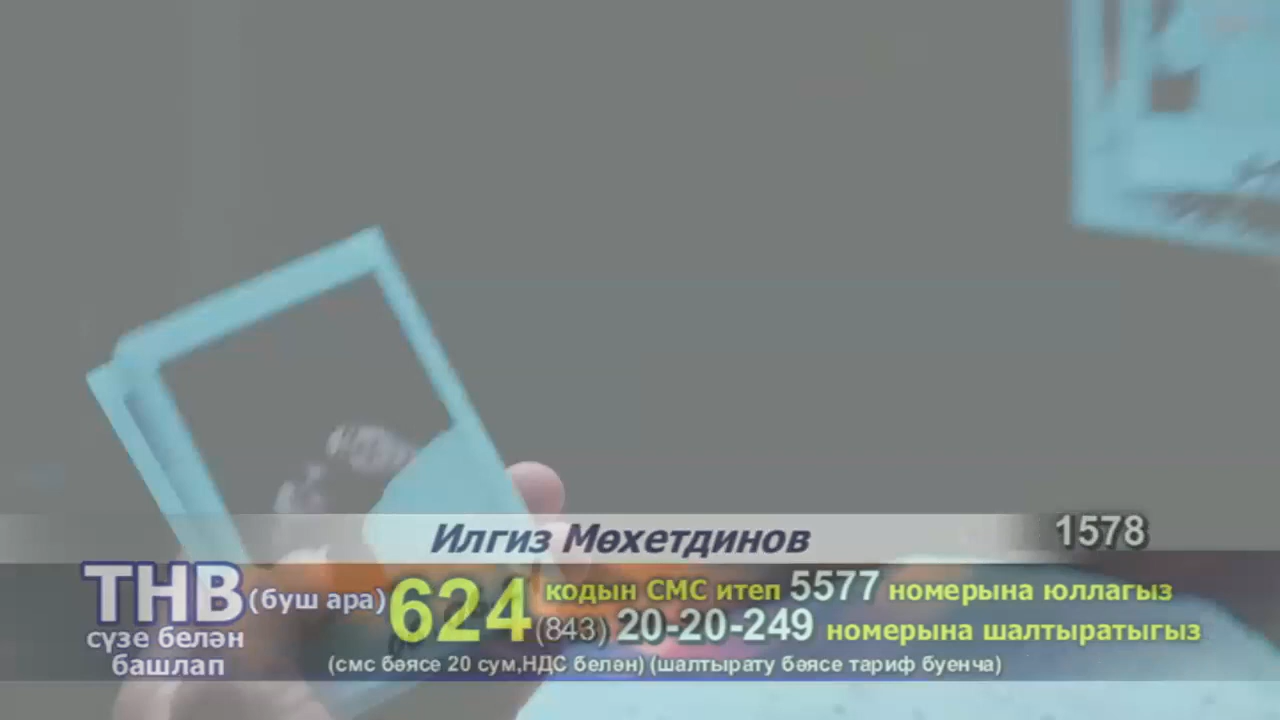 Илгиз Мөхетдинов
1578
ТНВ (буш ара) 624 кодын СМС итеп 5577 номерына юллагыз
сүзе белән (843) 20-20-249 номерына шалтыратыгыз
башлап (смс бәясе 20 сум,НДС белән) (шалтырату бәясе тариф буенча)